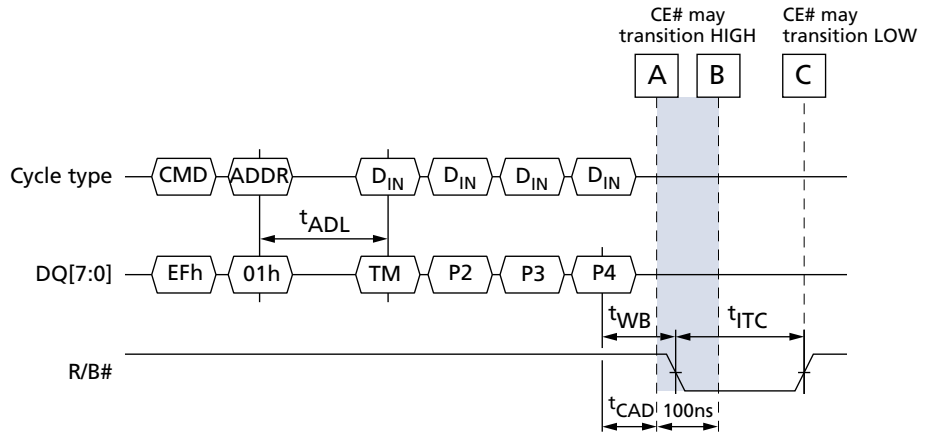 CE# may
transition HIGH
CE# may
transition LOW
A
B
C
Cycle type
CMD
ADDR
DIN
DIN
DIN
DIN
tADL
DQ[7:0]
EFh
01h
TM
P2
P3
P4
tWB
tITC
R/B#
tCAD
100ns